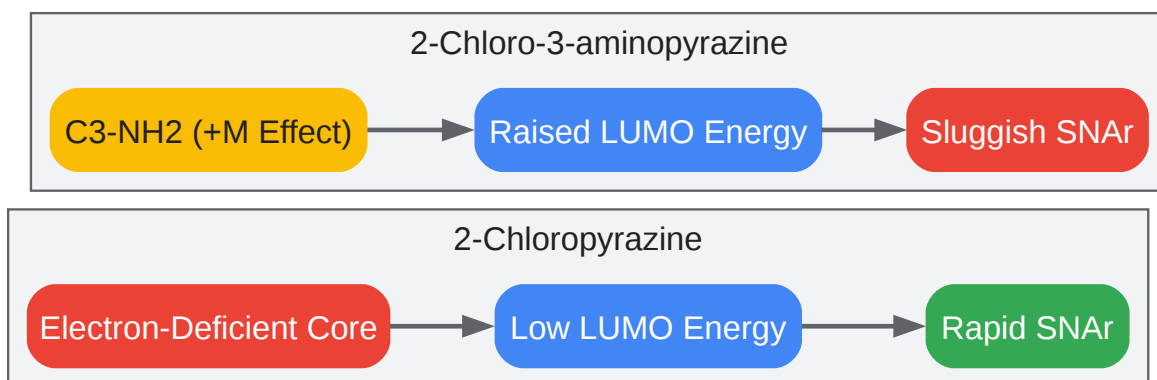 2-Chloro-3-aminopyrazine
C3-NH2 (+M Effect)
Raised LUMO Energy
Sluggish SNAr
2-Chloropyrazine
Electron-Deficient Core
Low LUMO Energy
Rapid SNAr